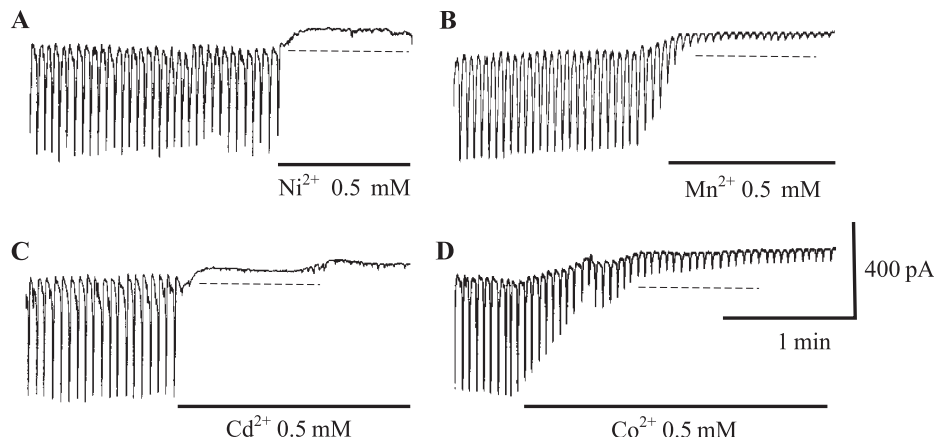 A
B
Ni²⁺ 0.5 mM
Mn²⁺ 0.5 mM
C
D
400 pA
1 min
Cd²⁺ 0.5 mM
Co²⁺ 0.5 mM